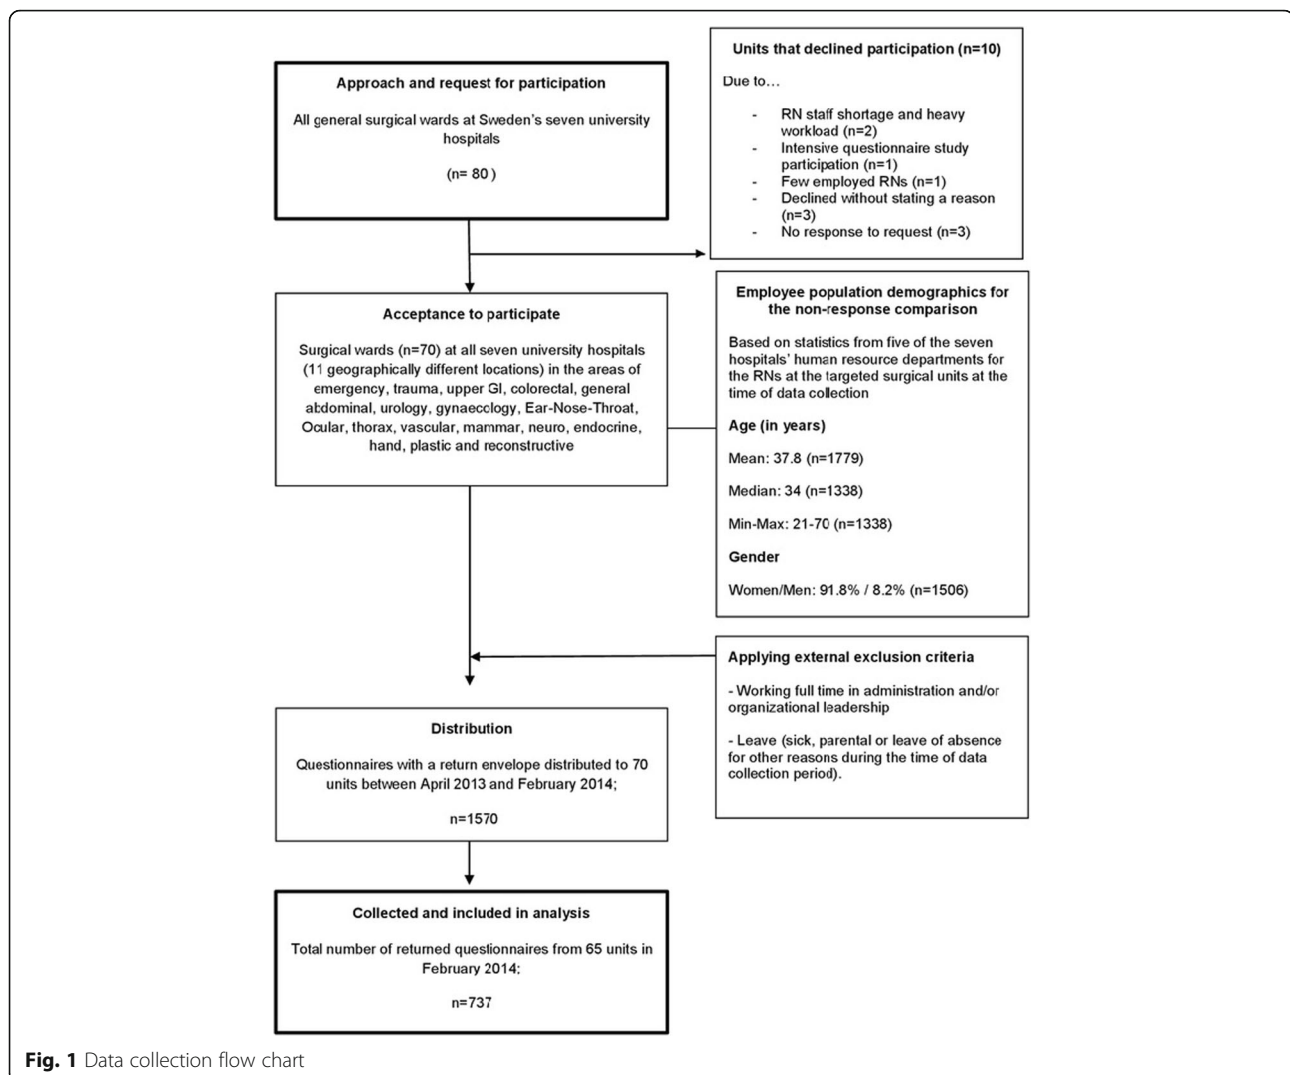 Approach and request for participation
All general surgical wards at Sweden's seven university
hospitals
(n= 80 )
Units that declined participation (n=10)
Due to…
- RN staff shortage and heavy
workload (n=2)
- Intensive questionnaire study
participation (n=1)
- Few employed RNs (n=1)
- Declined without stating a reason
(n=3)
- No response to request (n=3)
Acceptance to participate
Surgical wards (n=70) at all seven university hospitals
(11 geographically different locations) in the areas of
emergency, trauma, upper GI, colorectal, general
abdominal, urology, gynaecology, Ear-Nose-Throat,
Ocular, thorax, vascular, mammar, neuro, endocrine,
hand, plastic and reconstructive
Employee population demographics for
the non-response comparison
Based on statistics from five of the seven
hospitals' human resource departments for
the RNs at the targeted surgical units at the
time of data collection
Age (in years)
Mean: 37.8 (n=1779)
Median: 34 (n=1338)
Min-Max: 21-70 (n=1338)
Gender
Women/Men: 91.8% / 8.2% (n=1506)
Applying external exclusion criteria
- Working full time in administration and/or
organizational leadership
- Leave (sick, parental or leave of absence
for other reasons during the time of data
collection period).
Distribution
Questionnaires with a return envelope distributed to 70
units between April 2013 and February 2014;
n=1570
Collected and included in analysis
Total number of returned questionnaires from 65 units in
February 2014;
n=737
Fig. 1 Data collection flow chart